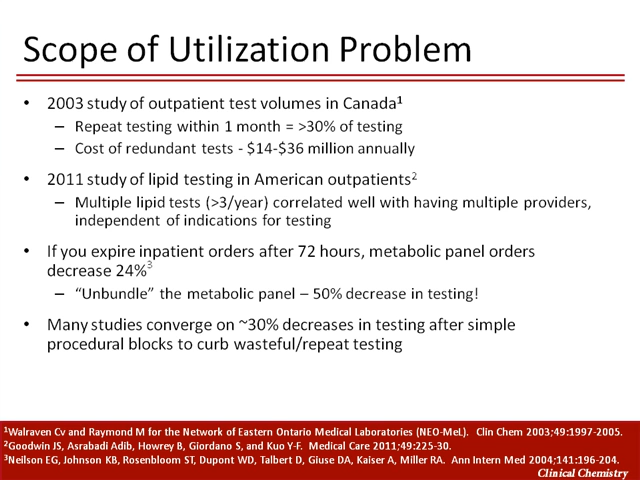 Scope of Utilization Problem
• 2003 study of outpatient test volumes in Canada¹
– Repeat testing within 1 month = >30% of testing
– Cost of redundant tests - $14-$36 million annually
• 2011 study of lipid testing in American outpatients²
– Multiple lipid tests (>3/year) correlated well with having multiple providers,
independent of indications for testing
• If you expire inpatient orders after 72 hours, metabolic panel orders
decrease 24%³
– “Unbundle” the metabolic panel – 50% decrease in testing!
• Many studies converge on ~30% decreases in testing after simple
procedural blocks to curb wasteful/repeat testing
¹Walraven Cv and Raymond M for the Network of Eastern Ontario Medical Laboratories (NEO-MeL). Clin Chem 2003;49:1997-2005.
²Goodwin JS, Asrabadi Adib, Howrey B, Giordano S, and Kuo Y-F. Medical Care 2011;49:225-30.
³Neilson EG, Johnson KB, Rosenbloom ST, Dupont WD, Talbert D, Giuse DA, Kaiser A, Miller RA. Ann Intern Med 2004;141:196-204.
Clinical Chemistry